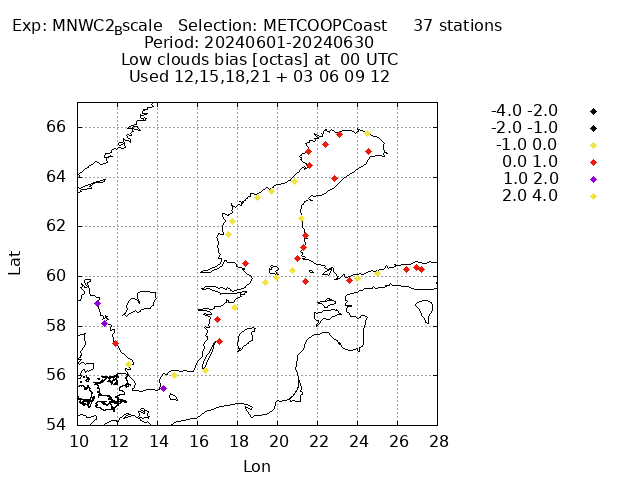 Exp: MNWC2Bscale Selection: METCOOPCoast 37 stations
Period: 20240601-20240630
Low clouds bias [octas] at 00 UTC
Used 12,15,18,21 + 03 06 09 12
-4.0 -2.0
-2.0 -1.0
-1.0 0.0
0.0 1.0
1.0 2.0
2.0 4.0
66
64
62
60
58
56
54
Lat
10 12 14 16 18 20 22 24 26 28
Lon